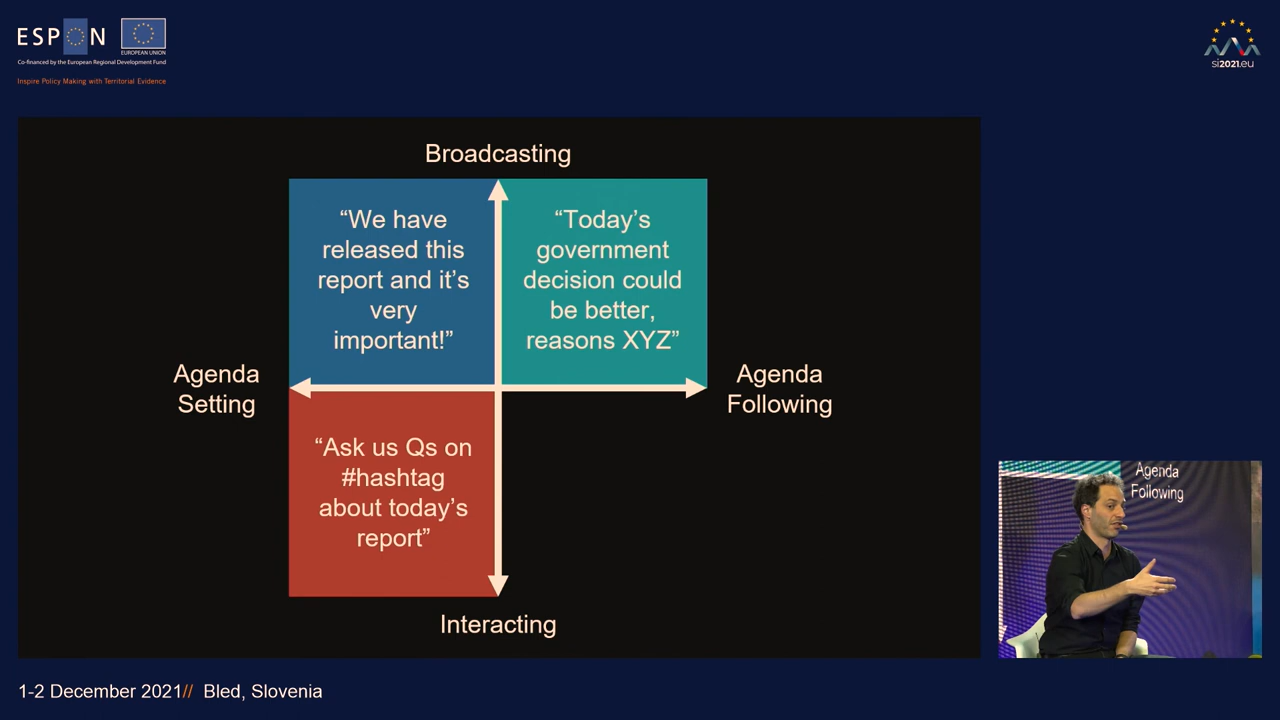 ESPON
EUROPEAN UNION
Co-financed by the European Regional Development Fund
Inspire Policy Making with Territorial Evidence
si2021.eu
Broadcasting
“We have
released this
report and it’s
very
important!”
“Today’s
government
decision could
be better,
reasons XYZ”
Agenda
Setting
Agenda
Following
“Ask us Qs on
#hashtag
about today’s
report”
Interacting
Agenda
Following
1-2 December 2021// Bled, Slovenia